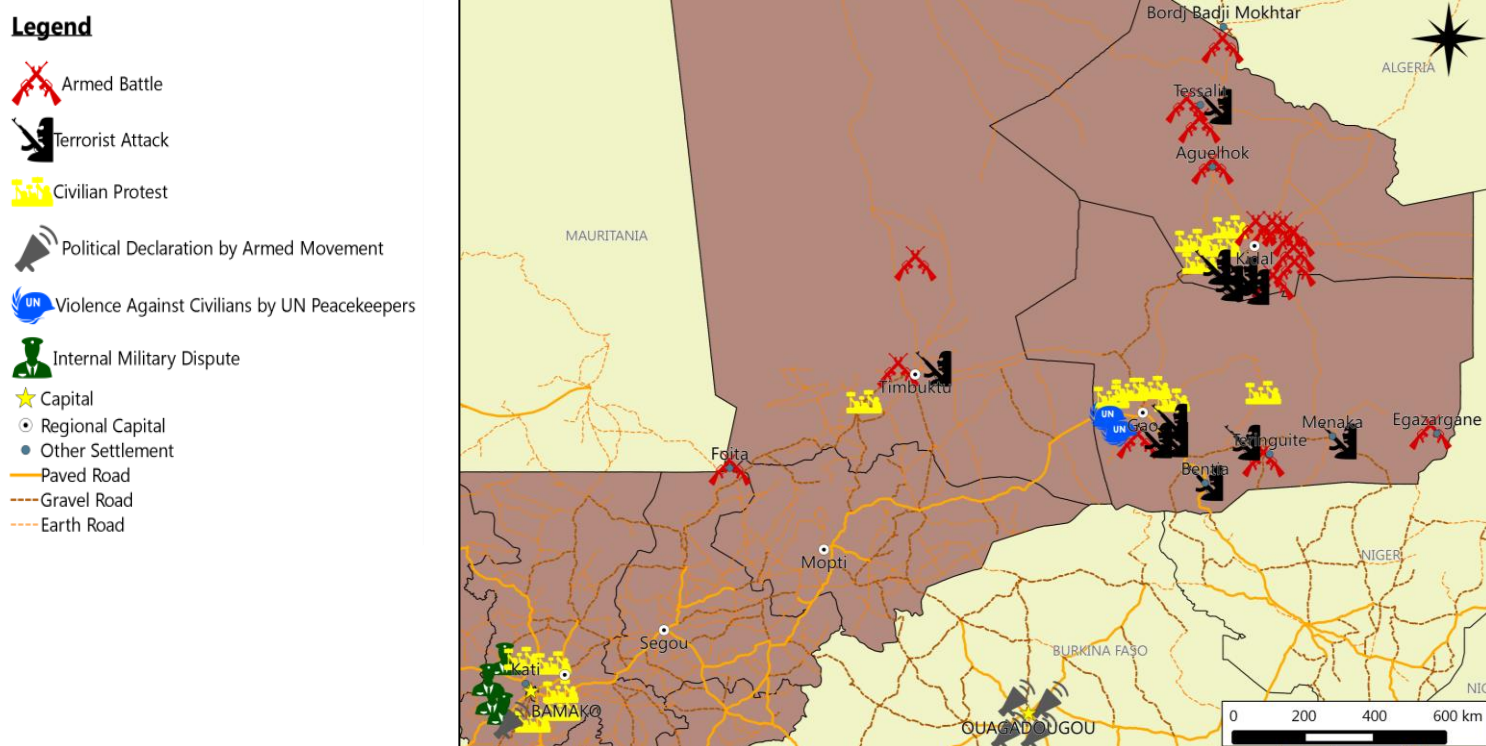 Legend
Armed Battle
Terrorist Attack
Civilian Protest
Political Declaration by Armed Movement
UN
Violence Against Civilians by UN Peacekeepers
Internal Military Dispute
Capital
Regional Capital
Other Settlement
Paved Road
Gravel Road
Earth Road
Bordj Badji Mokhtar
ALGERIA
Tessalit
Aguelhok
MAURITANIA
Kidal
Timbuktu
UN
UN
Gao
Menaka
Egazargane
Teringuite
Foita
Bentia
Mopti
NIGER
Segou
BURKINA FASO
Kati
NIG
BAMAKO
OUAGADOUGOU
0 200 400 600 km